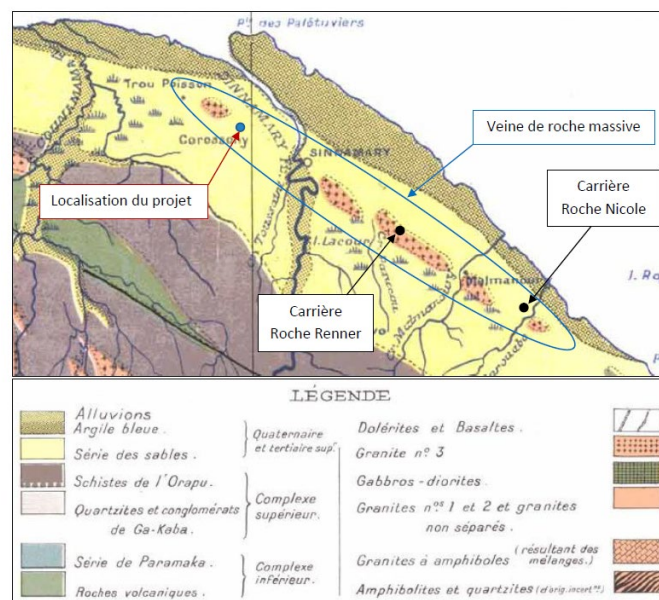 Pte des Palétuviers
Trou Poisson
SINNAMARY
Corossony
SINNAMARY
Veine de roche massive
Localisation du projet
Carrière
Roche Nicole
Pl. Lacour
Malmanoury
Carrière
Roche Renner
LÉGENDE
Alluvions
Argile bleue.
Série des sables.
Quaternaire
et tertiaire supr.
Schistes de l'Orapu.
Quartzites et conglomérats
de Ga-Kaba.
Complexe
supérieur.
Série de Paramaka.
Roches volcaniques.
Complexe
inférieur.
Dolérites et Basaltes.
Granite no 3
Gabbros-diorites.
Granites nos 1 et 2 et granites
non séparés.
Granites à amphiboles (résultant des
mélanges.)
Amphibolites et quartzites (d'orig. incertne)